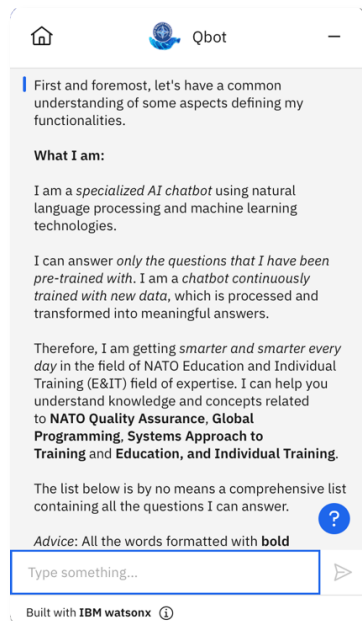 Qbot
First and foremost, let's have a common
understanding of some aspects defining my
functionalities.
What I am:
I am a specialized AI chatbot using natural
language processing and machine learning
technologies.
I can answer only the questions that I have been
pre-trained with. I am a chatbot continuously
trained with new data, which is processed and
transformed into meaningful answers.
Therefore, I am getting smarter and smarter every
day in the field of NATO Education and Individual
Training (E&IT) field of expertise. I can help you
understand knowledge and concepts related
to NATO Quality Assurance, Global
Programming, Systems Approach to
Training and Education, and Individual Training.
The list below is by no means a comprehensive list
containing all the questions I can answer.
?
Advice: All the words formatted with bold
Type something...
Built with IBM watsonx